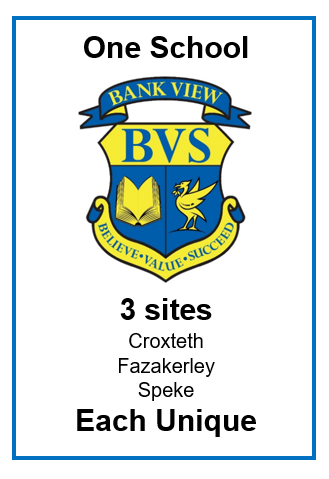 One School
BANK VIEW
BVS
BELIEVE • VALUE • SUCCEED
3 sites
Croxteth
Fazakerley
Speke
Each Unique